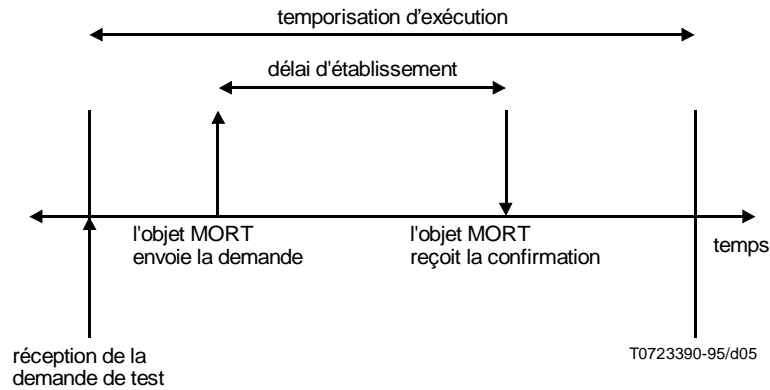 temporisation d'exécution
délai d'établissement
l'objet MORT
envoie la demande
l'objet MORT
reçoit la confirmation
temps
réception de la
demande de test
T0723390-95/d05